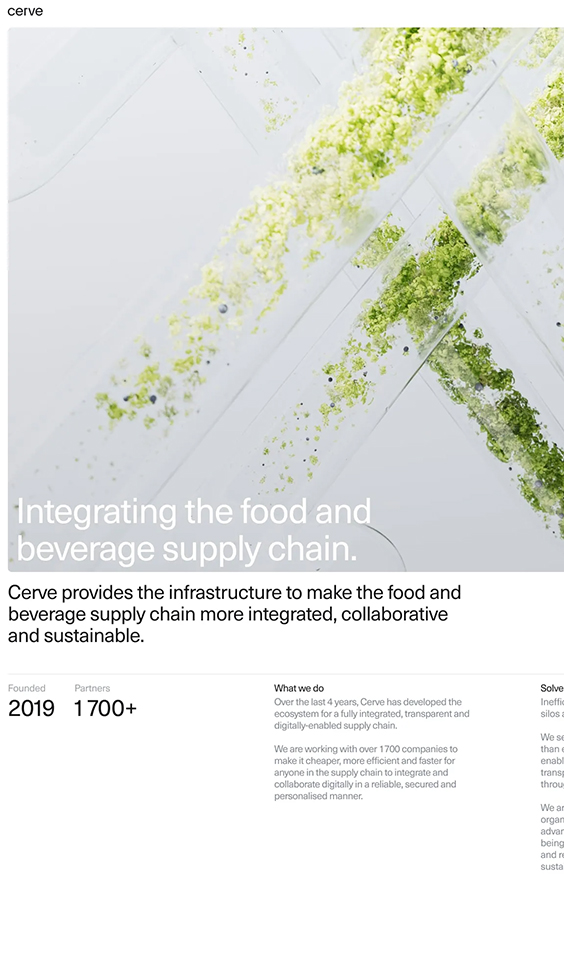 cerve
Integrating the food and
beverage supply chain.
Cerve provides the infrastructure to make the food and
beverage supply chain more integrated, collaborative
and sustainable.
Founded
2019
Partners
1700+
What we do
Over the last 4 years, Cerve has developed the
ecosystem for a fully integrated, transparent and
digitally-enabled supply chain.
We are working with over 1700 companies to
make it cheaper, more efficient and faster for
anyone in the supply chain to integrate and
collaborate digitally in a reliable, secured and
personalised manner.
Solve
Ineffic
silos a
We se
than e
enabl
transp
throu
We ar
organ
advan
being
and re
susta